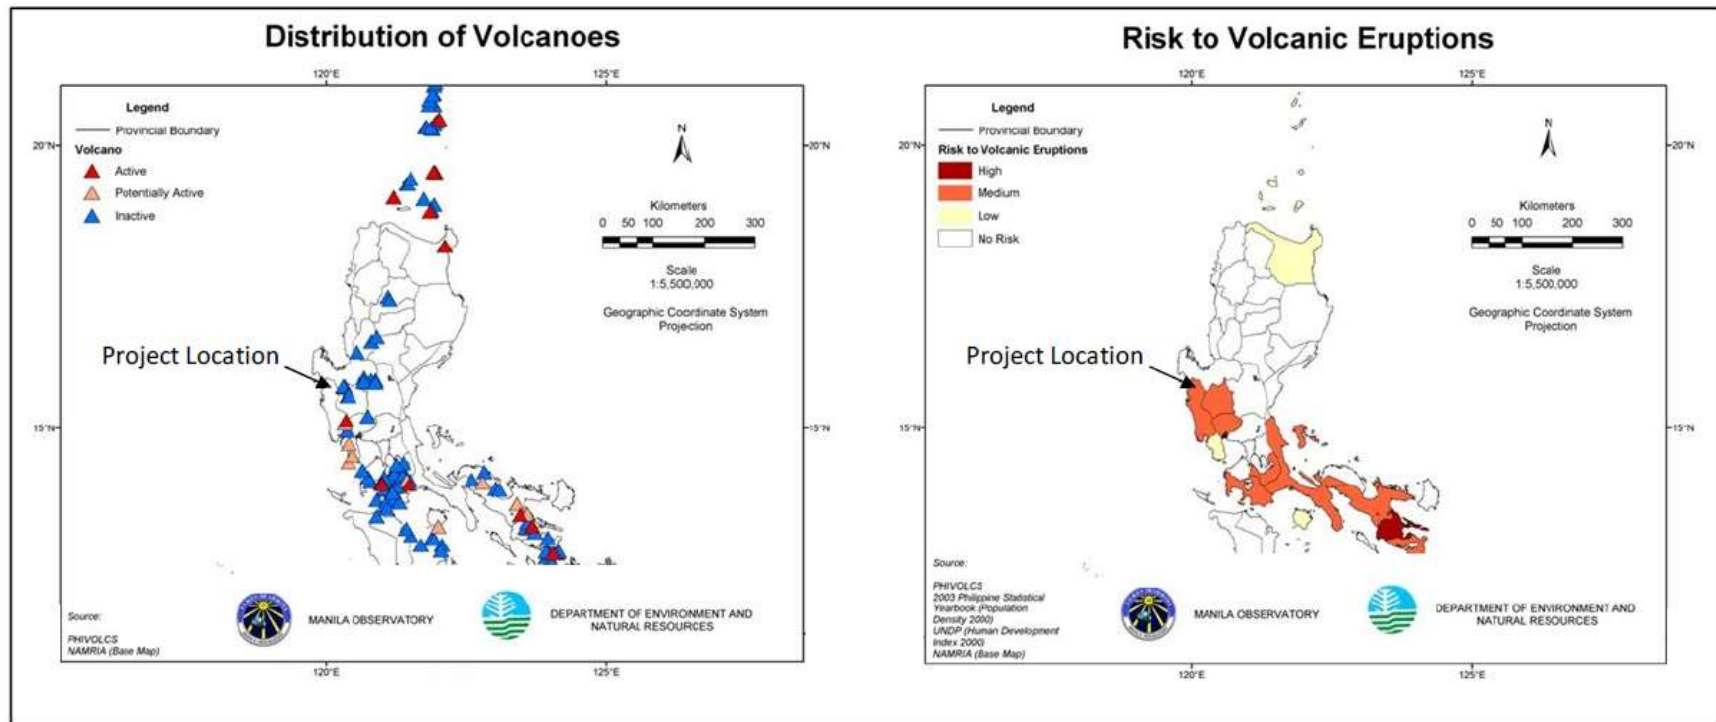 Distribution of Volcanoes
120°E
125°E
Legend
Provincial Boundary
Volcano
Active
Potentially Active
Inactive
20°N
20°N
N
Kilometers
0 50 100 200 300
Scale
1:5,500,000
Geographic Coordinate System
Projection
Project Location
15°N
15°N
Source:
PHIVOLCS
NAMRIA (Base Map)
MANILA OBSERVATORY
DEPARTMENT OF ENVIRONMENT AND
NATURAL RESOURCES
120°E
125°E
Risk to Volcanic Eruptions
120°E
125°E
Legend
Provincial Boundary
Risk to Volcanic Eruptions
High
Medium
Low
No Risk
20°N
20°N
N
Kilometers
0 50 100 200 300
Scale
1:5,500,000
Geographic Coordinate System
Projection
Project Location
15°N
15°N
Source:
PHIVOLCS
2003 Philippine Statistical
Yearbook (Population
Density 2000)
UNDP (Human Development
Index 2000)
NAMRIA (Base Map)
MANILA OBSERVATORY
DEPARTMENT OF ENVIRONMENT AND
NATURAL RESOURCES
120°E
125°E